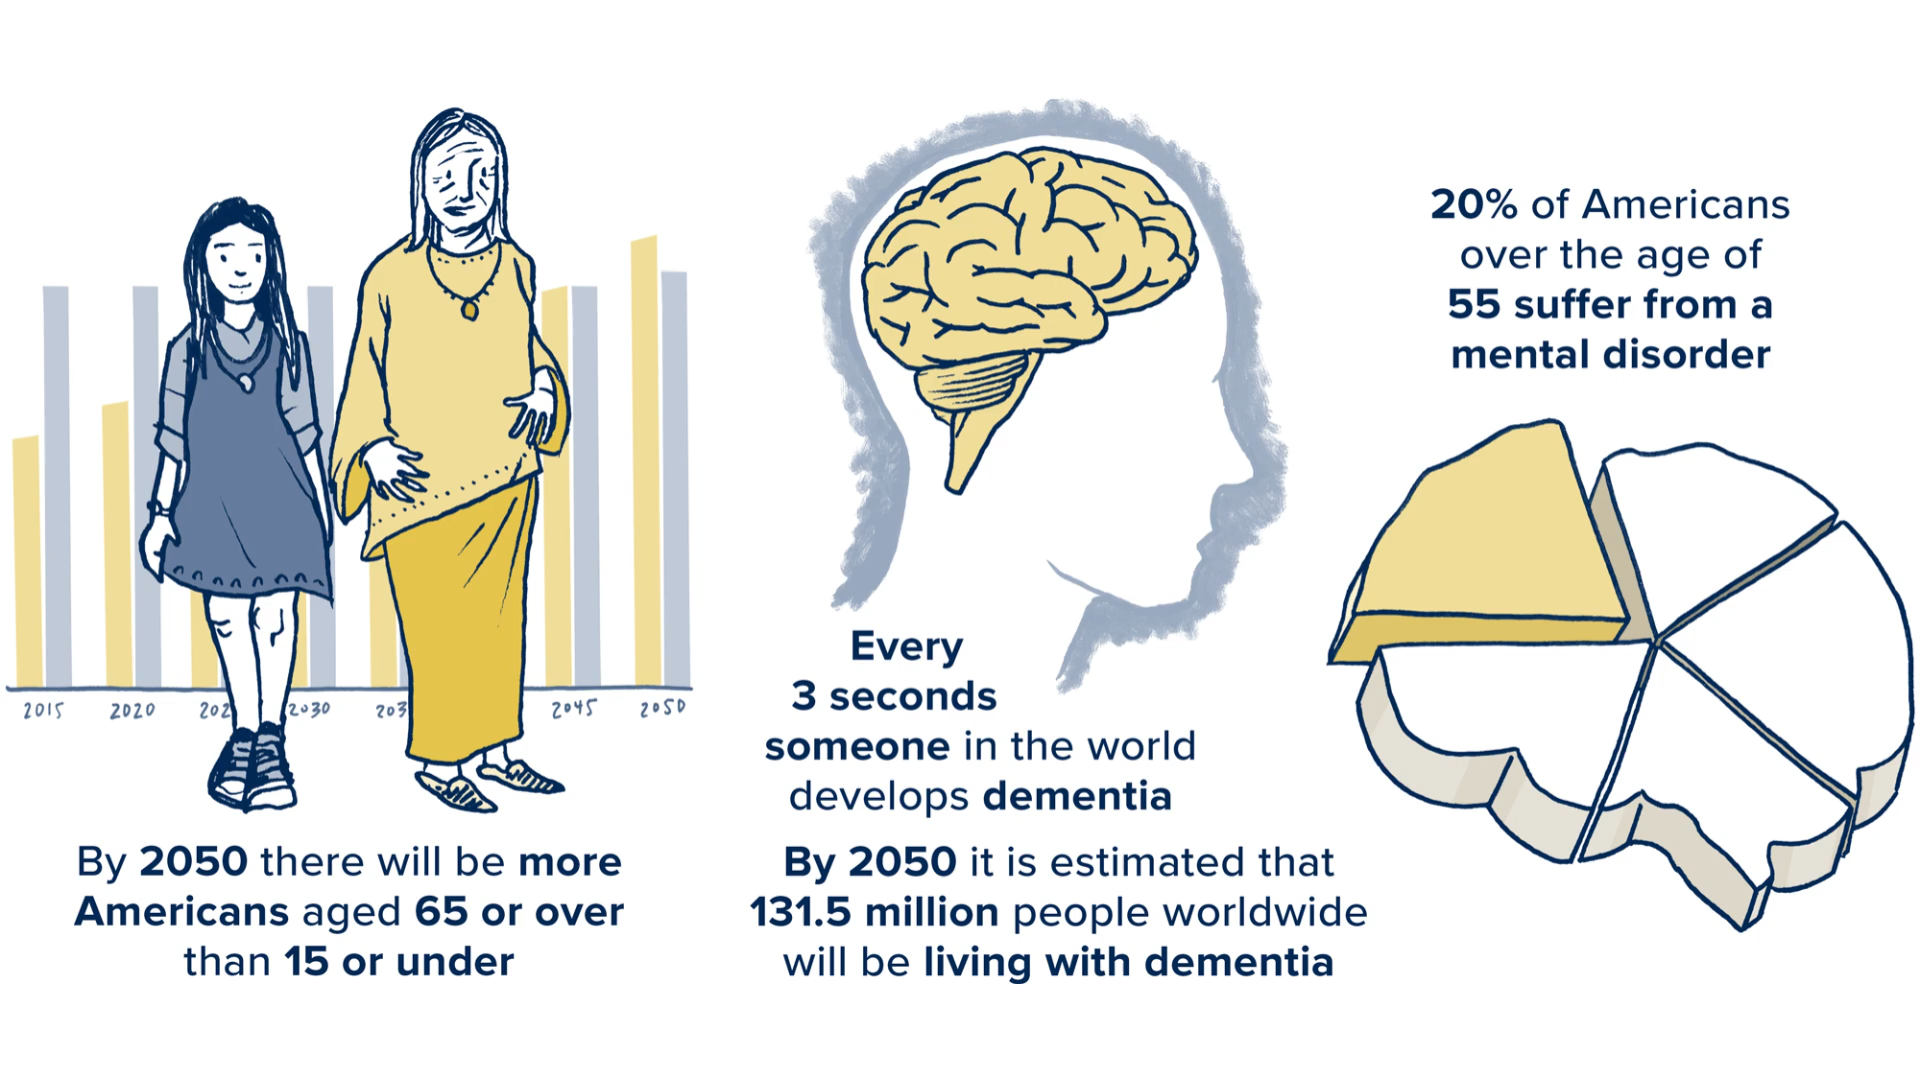 2015 2020 202 2030 203 2045 2050
By 2050 there will be more
Americans aged 65 or over
than 15 or under
Every
3 seconds
someone in the world
develops dementia
By 2050 it is estimated that
131.5 million people worldwide
will be living with dementia
20% of Americans
over the age of
55 suffer from a
mental disorder